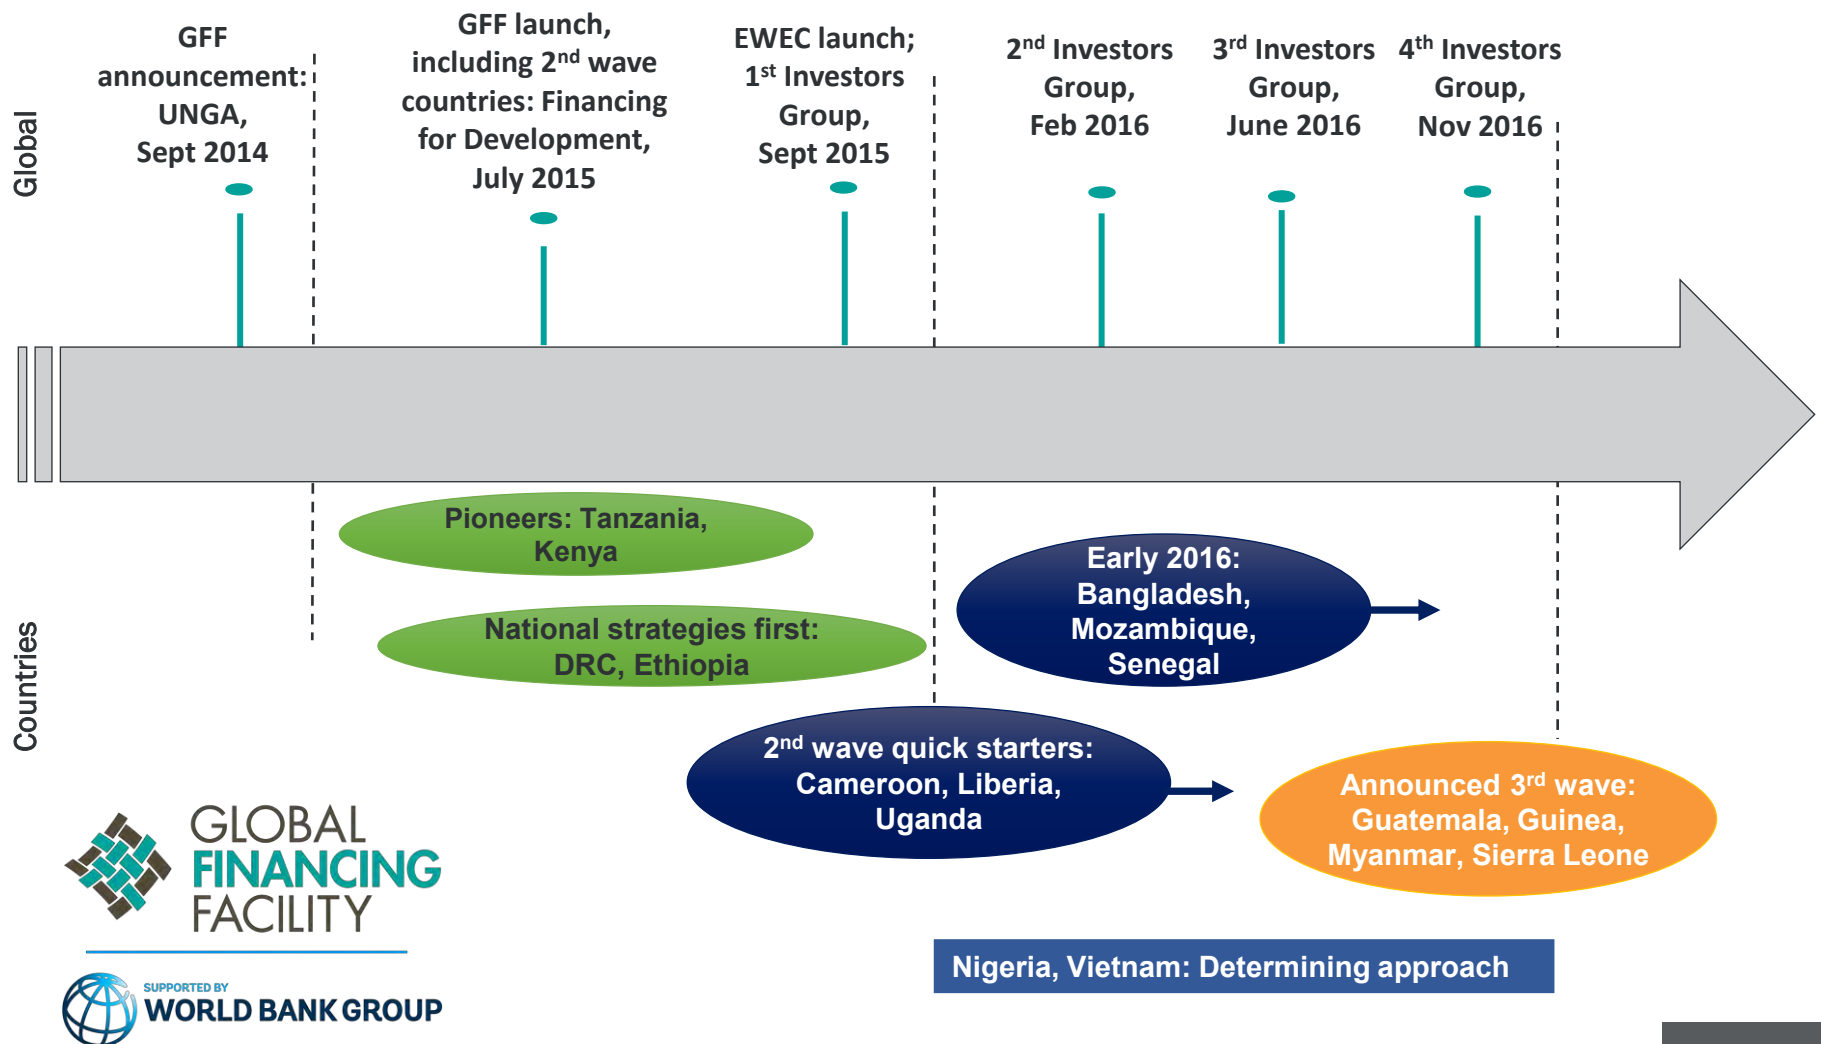 Global
GFF
announcement:
UNGA,
Sept 2014
GFF launch,
including 2nd wave
countries: Financing
for Development,
July 2015
EWEC launch;
1st Investors
Group,
Sept 2015
2nd Investors
Group,
Feb 2016
3rd Investors
Group,
June 2016
4th Investors
Group,
Nov 2016
Countries
Pioneers: Tanzania,
Kenya
National strategies first:
DRC, Ethiopia
Early 2016:
Bangladesh,
Mozambique,
Senegal
2nd wave quick starters:
Cameroon, Liberia,
Uganda
Announced 3rd wave:
Guatemala, Guinea,
Myanmar, Sierra Leone
Nigeria, Vietnam: Determining approach
GLOBAL
FINANCING
FACILITY
SUPPORTED BY
WORLD BANK GROUP